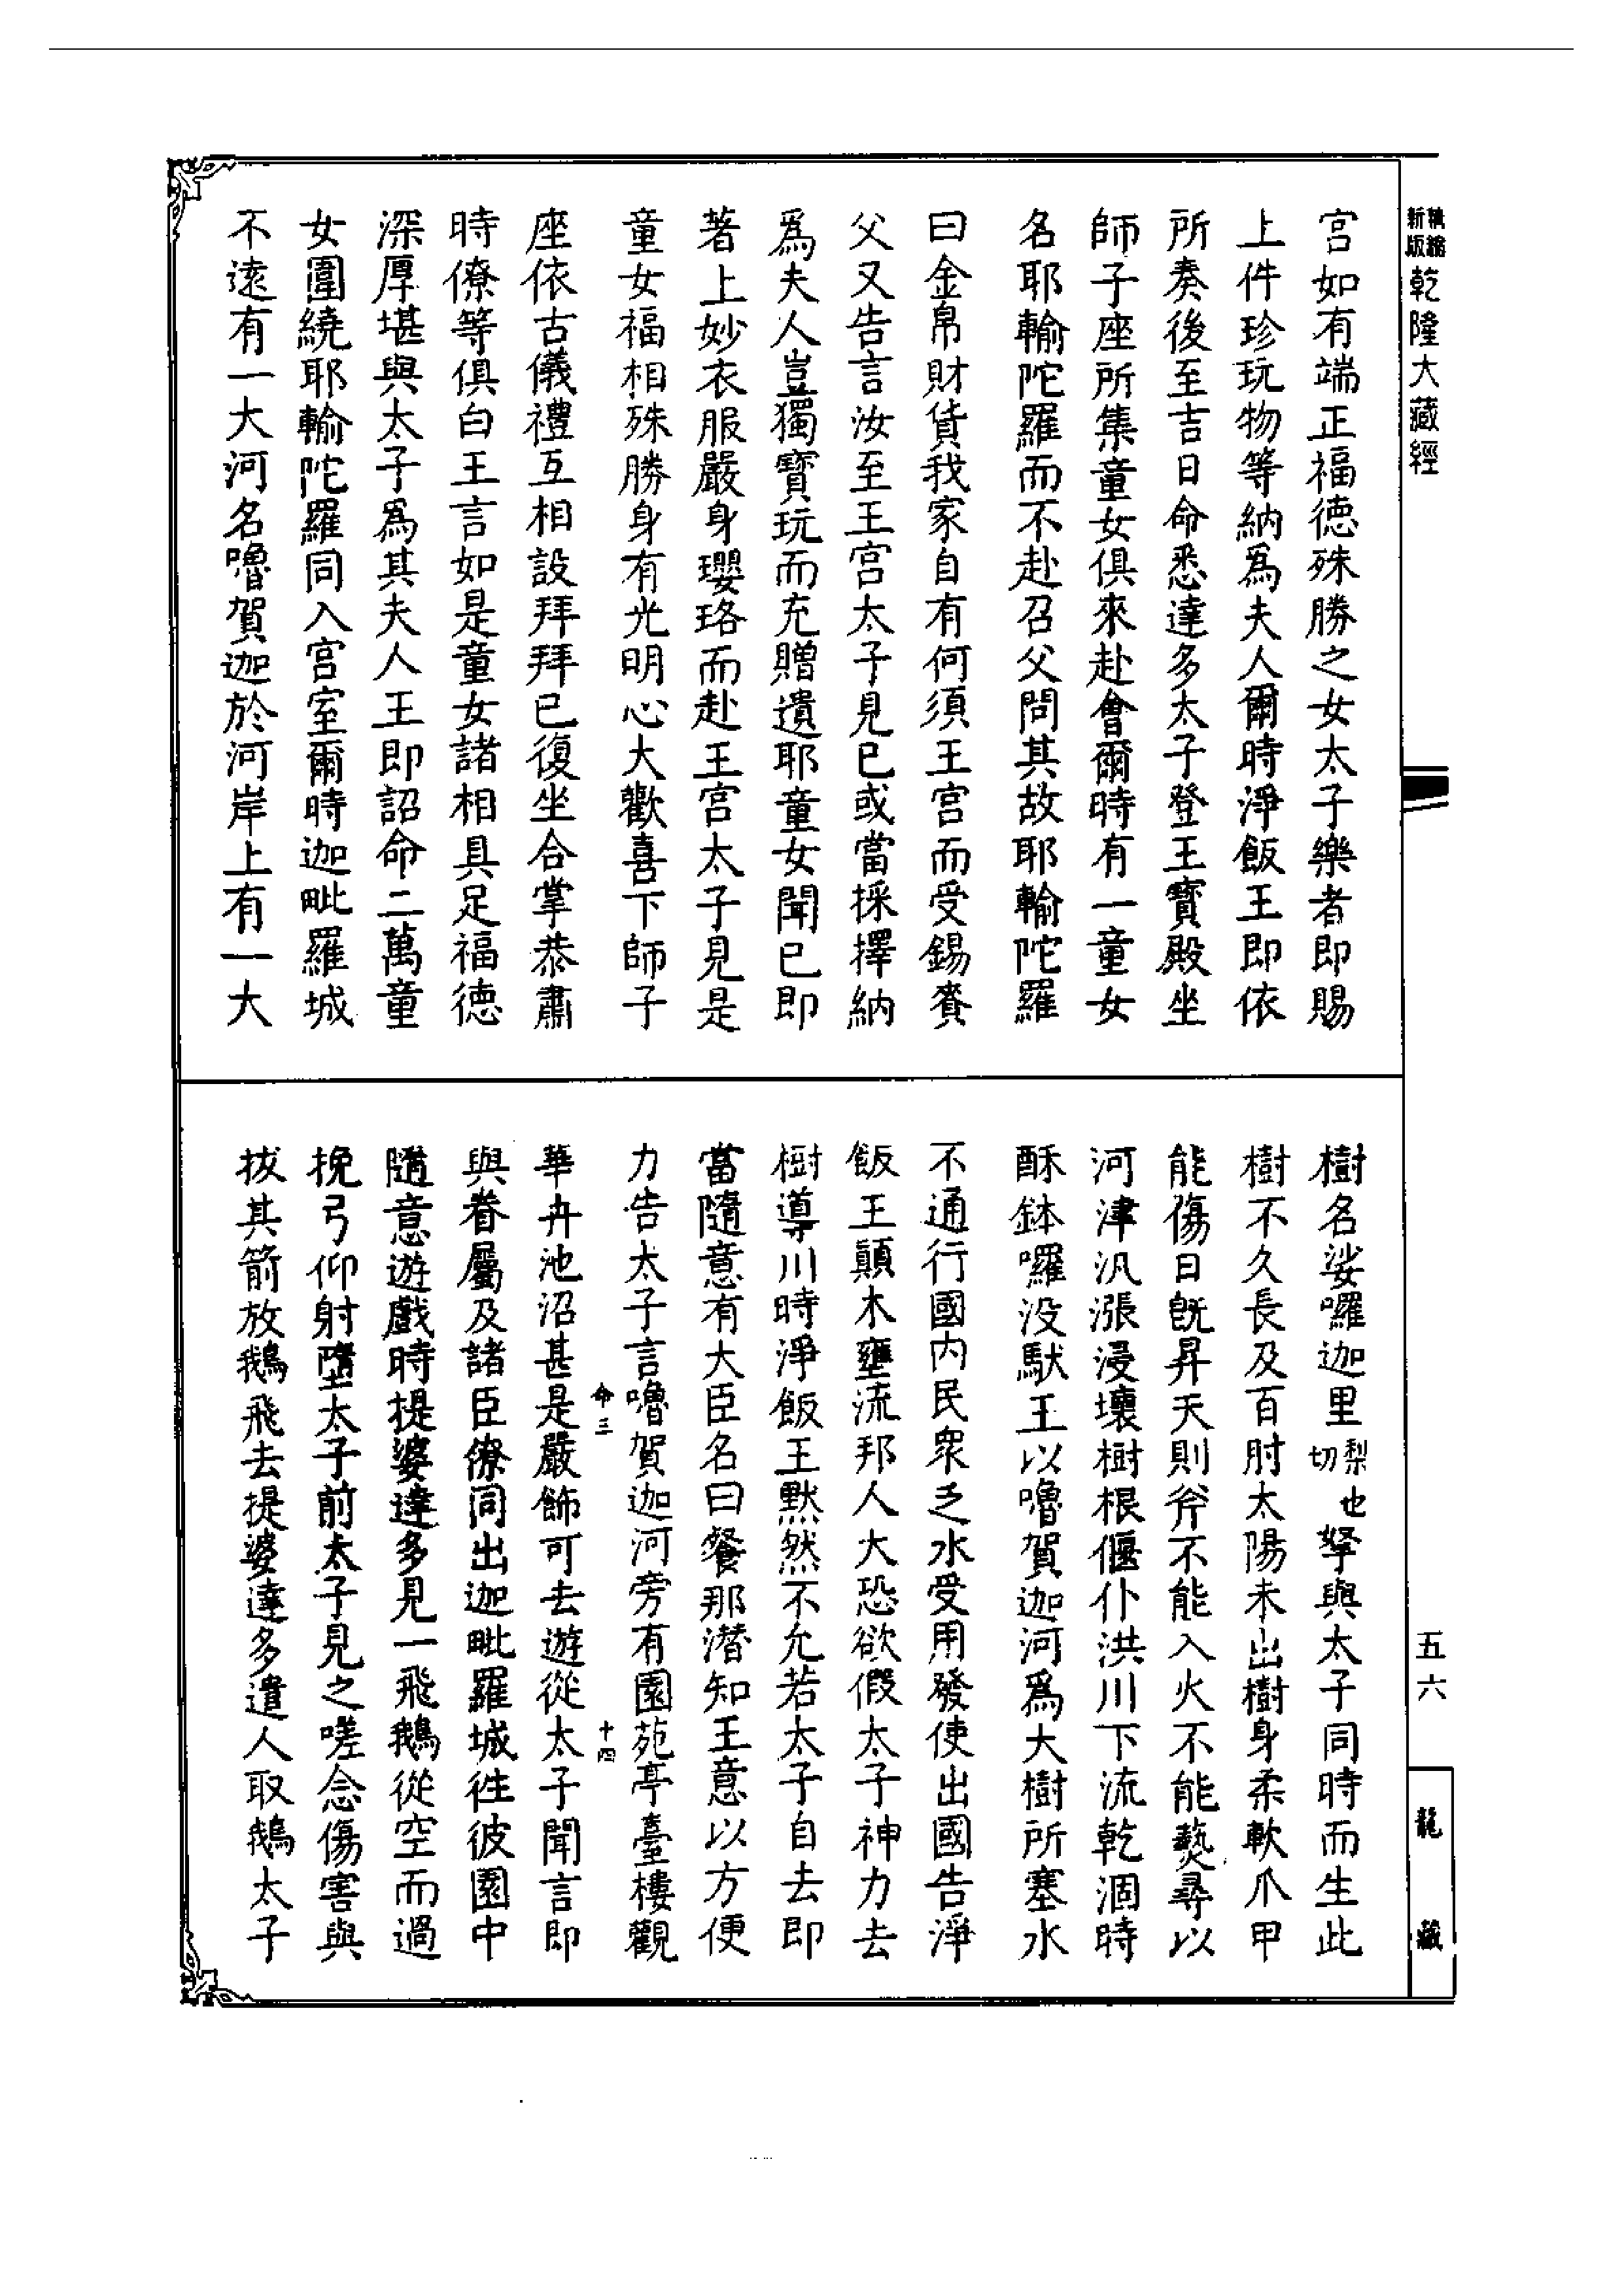 新版乾隆大藏經
宮如有端正福德殊勝之女太子樂者即賜
上件珍玩物等納爲夫人爾時淨飯王即依
所奏後至吉日命悉達多太子登王寶殿坐
師子座所集童女俱來赴會爾時有一童女
名耶輸陀羅而不赴召父問其故耶輸陀羅
曰金帛財貨我家自有何須王宮而受錫賚
父又告言汝至王宮太子見已或當採擇納
爲夫人豈獨寶玩而充贈遺耶童女聞已即
著上妙衣服嚴身瓔珞而赴王宮太子見是
童女福相殊勝身有光明心大歡喜下師子
座依古儀禮互相設拜拜已復坐合掌恭肅
時僚等俱白王言如是童女諸相具足福德
深厚堪與太子爲其夫人王即詔命二萬童
女圍繞耶輸陀羅同入宮室爾時迦毗羅城
不遠有一大河名嚕賀迦於河岸上有一大
樹名娑囉迦里梨也切拏與太子同時而生此
樹不久長及百肘太陽未出樹身柔軟爪甲
能傷日既昇天則斧不能入火不能爇尋以
河津汎漲浸壞樹根偃仆洪川下流乾涸時
酥鉢囉没馱王以嚕賀迦河爲大樹所塞水
不通行國内民衆乏水受用發使出國告淨
飯王顛木壅流邦人大恐欲假太子神力去
樹導川時淨飯王默然不允若太子自去即
當隨意有大臣名曰餐那潜知王意以方便
力告太子言嚕賀迦河旁有園苑亭臺樓觀
命三
十四
華卉池沼甚是嚴飾可去遊從太子聞言即
與眷屬及諸臣僚同出迦毗羅城往彼園中
隨意遊戲時提婆達多見一飛鵝從空而過
挽弓仰射墮太子前太子見之嗟念傷害與
拔其箭放鵝飛去提婆達多遣人取鵝太子
五六
龍藏